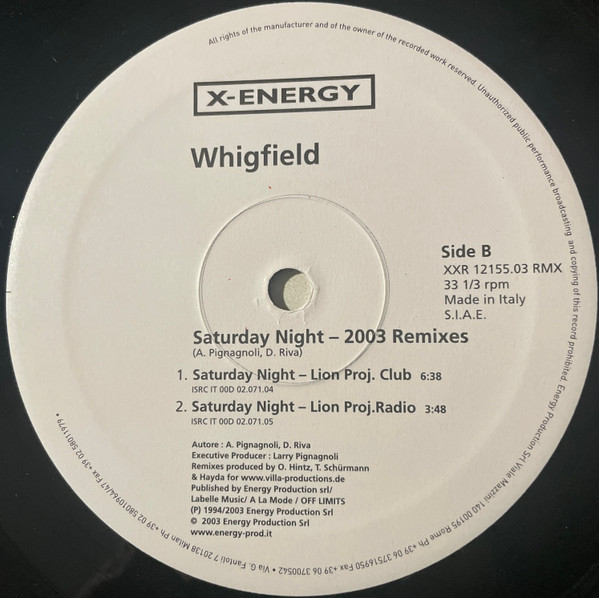 All rights of the manufacturer and of the owner of the recorded work reserved. Unauthorized public performance broadcasting and copying of this record prohibited. Energy Production Srl Viale Mazzini 140 00195 Rome Ph +39 06 37516950 Fax +39 06 3700542 • Via G. Fantoli 7 20138 Milan Ph +39 02 58010964/47 Fax +39 02 58011979 •
X-ENERGY
Whigfield
Side B
XXR 12155.03 RMX
33 1/3 rpm
Made in Italy
S.I.A.E.
Saturday Night – 2003 Remixes
(A. Pignagnoli, D. Riva)
1. Saturday Night – Lion Proj. Club 6:38
ISRC IT 00D 02.071.04
2. Saturday Night – Lion Proj.Radio 3:48
ISRC IT 00D 02.071.05
Autore : A. Pignagnoli, D. Riva
Executive Producer : Larry Pignagnoli
Remixes produced by O. Hintz, T. Schürmann
& Hayda for www.villa-productions.de
Published by Energy Production srl/
Labelle Music/ A La Mode / OFF LIMITS
(P) 1994/2003 Energy Production Srl
© 2003 Energy Production Srl
www.energy-prod.it